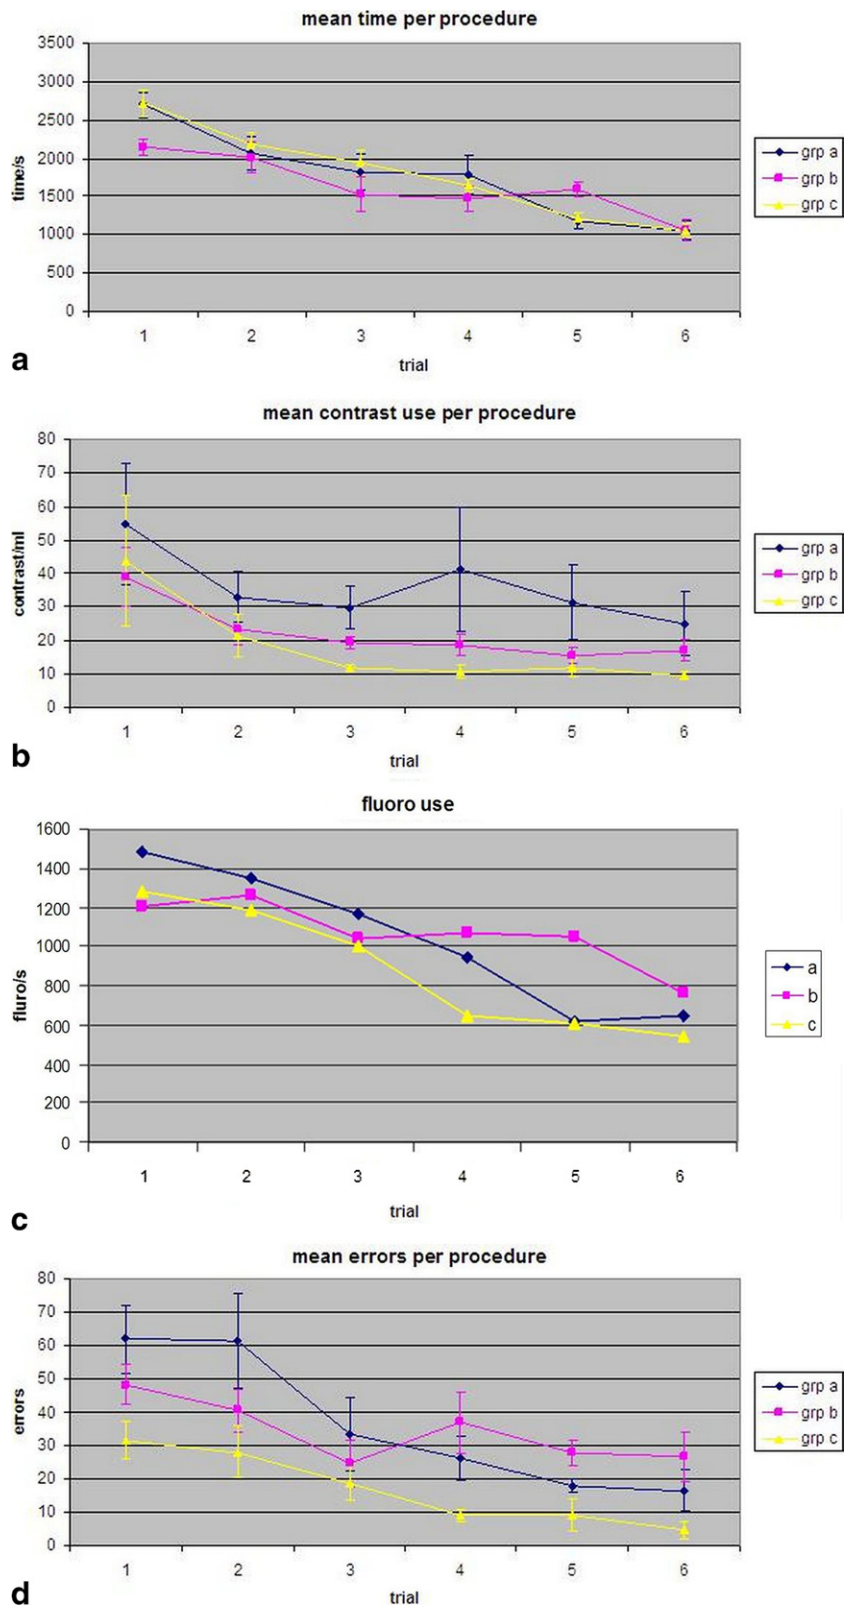 mean time per procedure
3500
3000
2500
2000
1500
1000
500
0
time/s
1 2 3 4 5 6
trial
grp a
grp b
grp c
a
mean contrast use per procedure
80
70
60
50
40
30
20
10
0
contrast/ml
1 2 3 4 5 6
trial
grp a
grp b
grp c
b
fluoro use
1600
1400
1200
1000
800
600
400
200
0
fluro/s
1 2 3 4 5 6
trial
a
b
c
c
mean errors per procedure
80
70
60
50
40
30
20
10
0
errors
1 2 3 4 5 6
trial
grp a
grp b
grp c
d